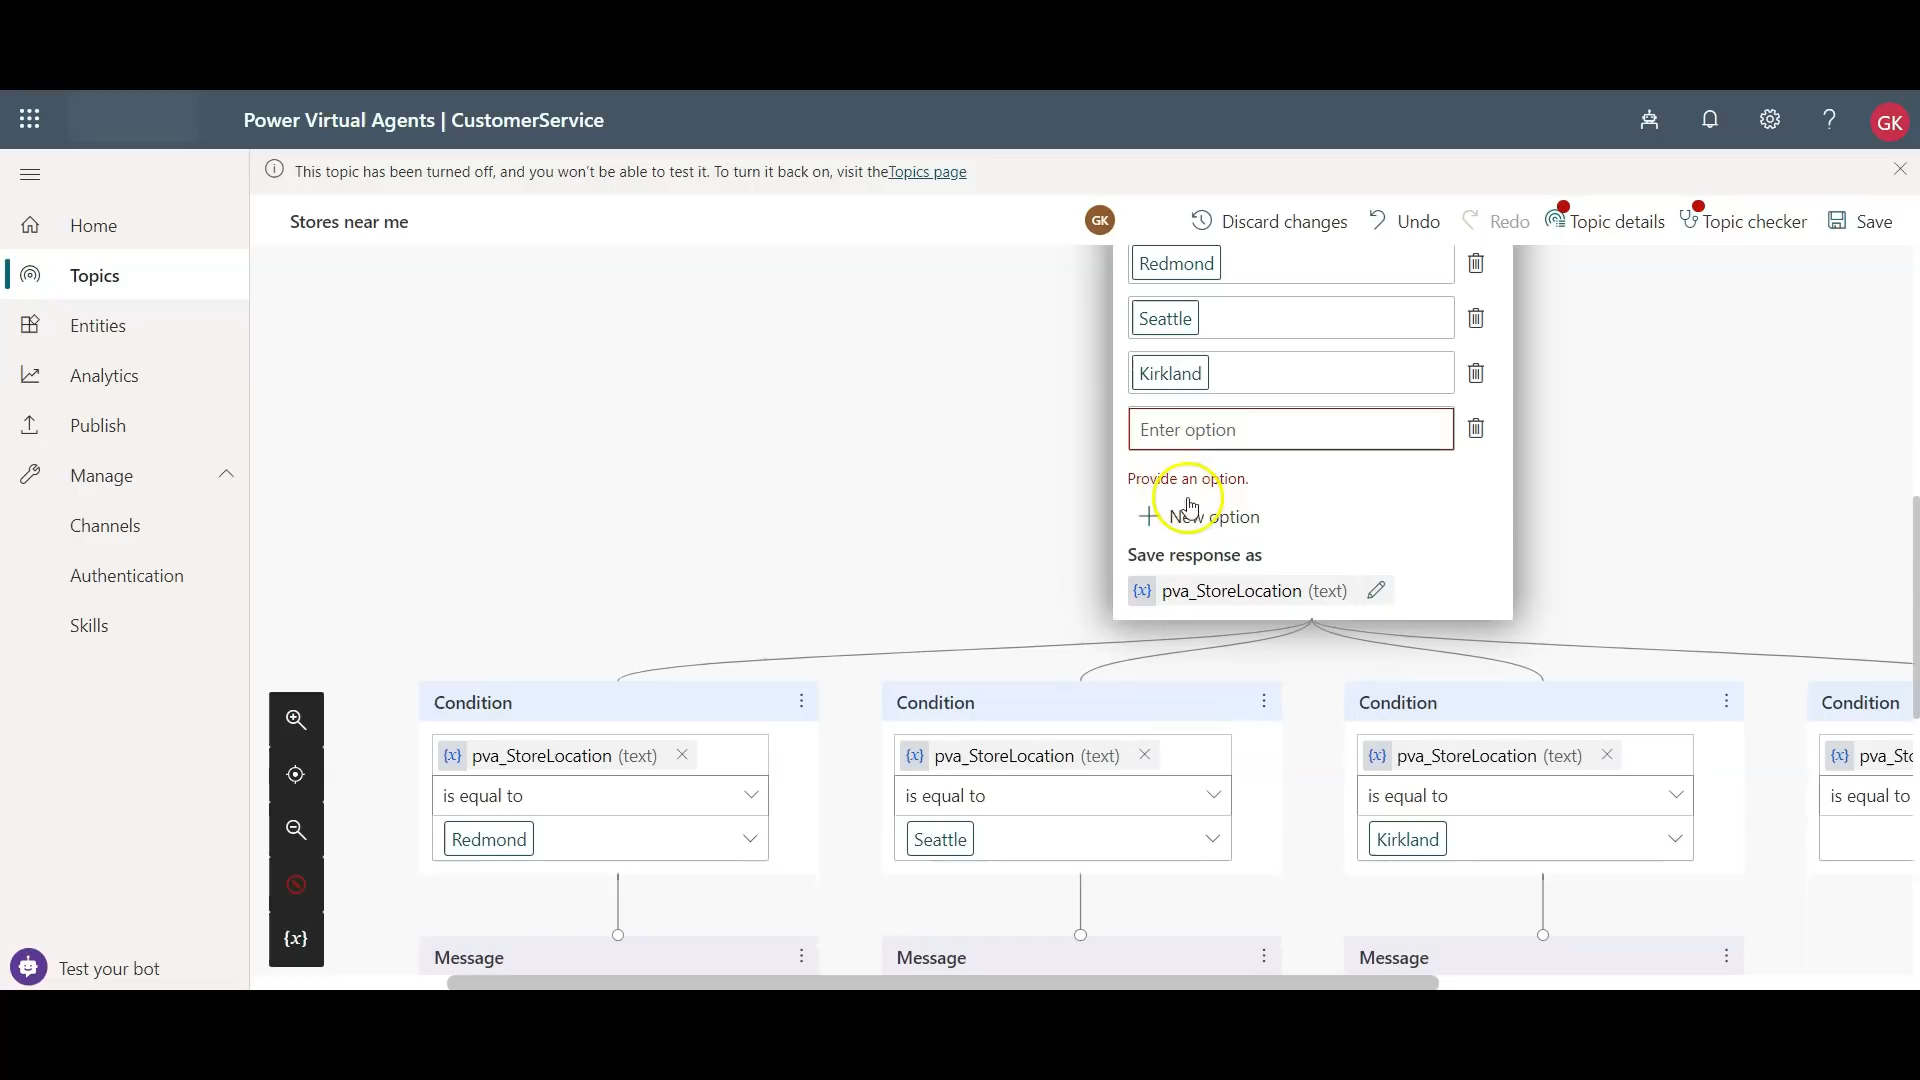 Power Virtual Agents | CustomerService
GK
This topic has been turned off, and you won't be able to test it. To turn it back on, visit theTopics page
Stores near me
GK
Discard changes
Undo
Redo
Topic details
Topic checker
Save
Home
Topics
Entities
Analytics
Publish
Manage
Channels
Authentication
Skills
Test your bot
Redmond
Seattle
Kirkland
Enter option
Provide an option.
New option
Save response as
{x} pva_StoreLocation (text)
Condition
{x} pva_StoreLocation (text)
is equal to
Redmond
Message
Condition
{x} pva_StoreLocation (text)
is equal to
Seattle
Message
Condition
{x} pva_StoreLocation (text)
is equal to
Kirkland
Message
Condition
{x} pva_Sto
is equal to
{x}